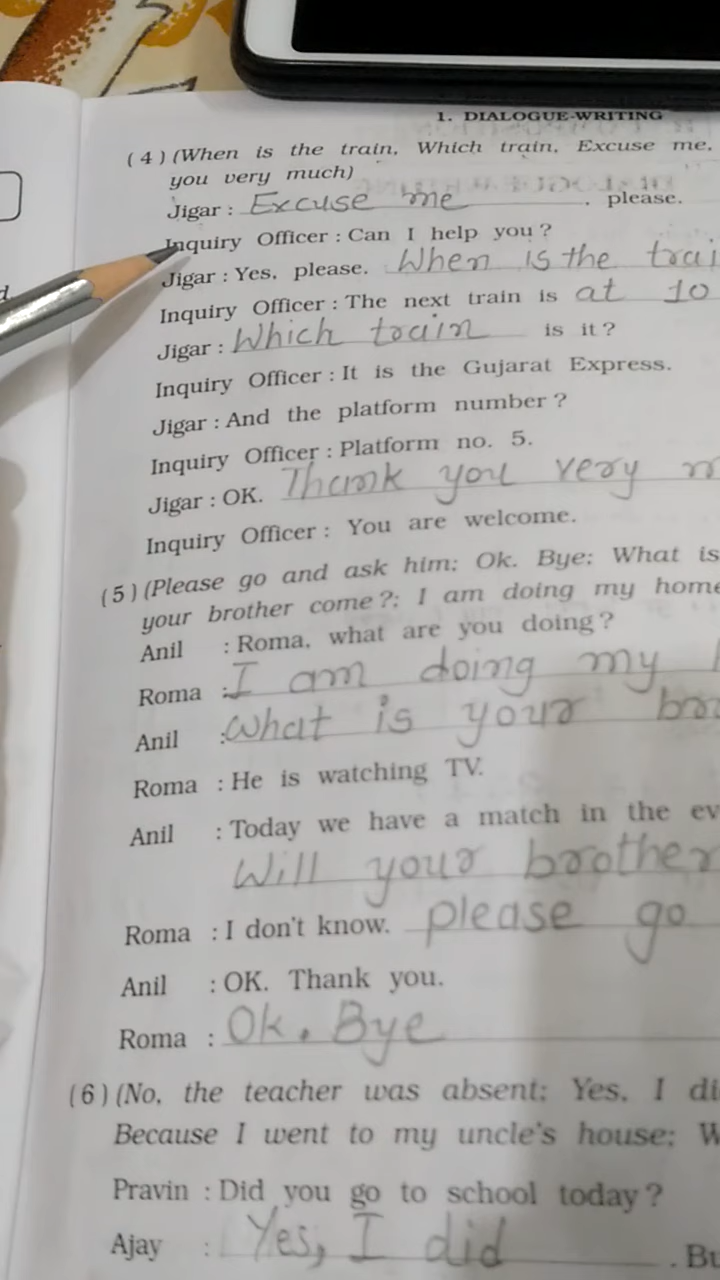 1. DIALOGUE-WRITING
(4) (When is the train, Which train, Excuse me,
you very much)
Jigar : Excuse me . please.
Inquiry Officer : Can I help you?
Jigar : Yes, please. When is the trai
Inquiry Officer : The next train is at 10
Jigar : Which train is it?
Inquiry Officer : It is the Gujarat Express.
Jigar : And the platform number?
Inquiry Officer : Platform no. 5.
Jigar : OK. Thank you very m
Inquiry Officer : You are welcome.
(5) (Please go and ask him; Ok. Bye; What is
your brother come?; I am doing my home
Anil : Roma, what are you doing?
Roma : I am doing my h
Anil : What is your bro
Roma : He is watching TV.
Anil : Today we have a match in the ev
Will your brother
Roma : I don't know. please go
Anil : OK. Thank you.
Roma : Ok. Bye
(6) (No, the teacher was absent; Yes, I di
Because I went to my uncle's house; W
Pravin : Did you go to school today?
Ajay : Yes, I did . Bu